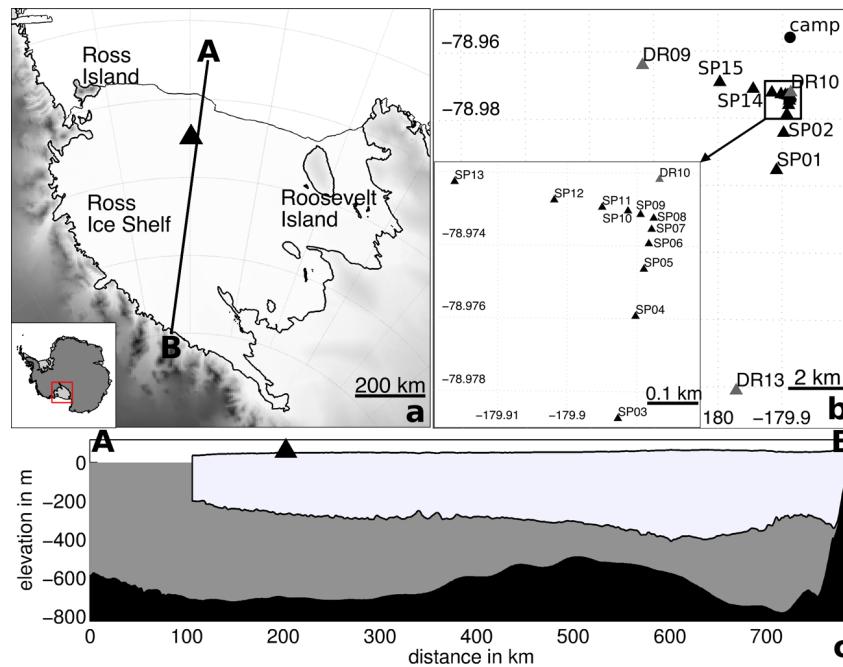 Ross
Island
A
Ross
Ice Shelf
Roosevelt
Island
B
200 km
a
camp
-78.96
DR09
SP15
DR10
SP14
-78.98
SP02
SP01
SP13
DR10
SP12
SP11
SP09
SP10
SP08
SP07
-78.974
SP06
SP05
-78.976
SP04
-78.978
-179.91
-179.9
SP03
0.1 km
DR13
2 km
180
-179.9
b
A
0
−200
−400
−600
−800
elevation in m
0
100
200
300
400
500
600
700
distance in km